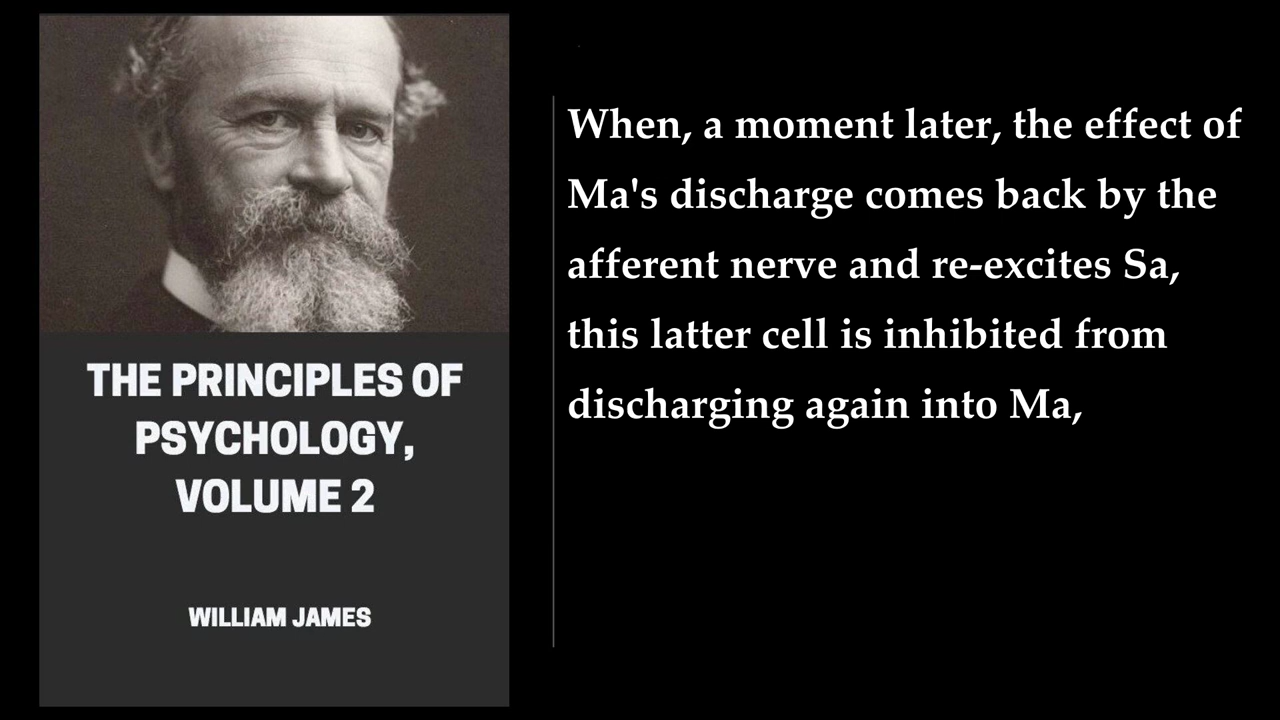 THE PRINCIPLES OF
PSYCHOLOGY,
VOLUME 2
WILLIAM JAMES
When, a moment later, the effect of
Ma's discharge comes back by the
afferent nerve and re-excites Sa,
this latter cell is inhibited from
discharging again into Ma,